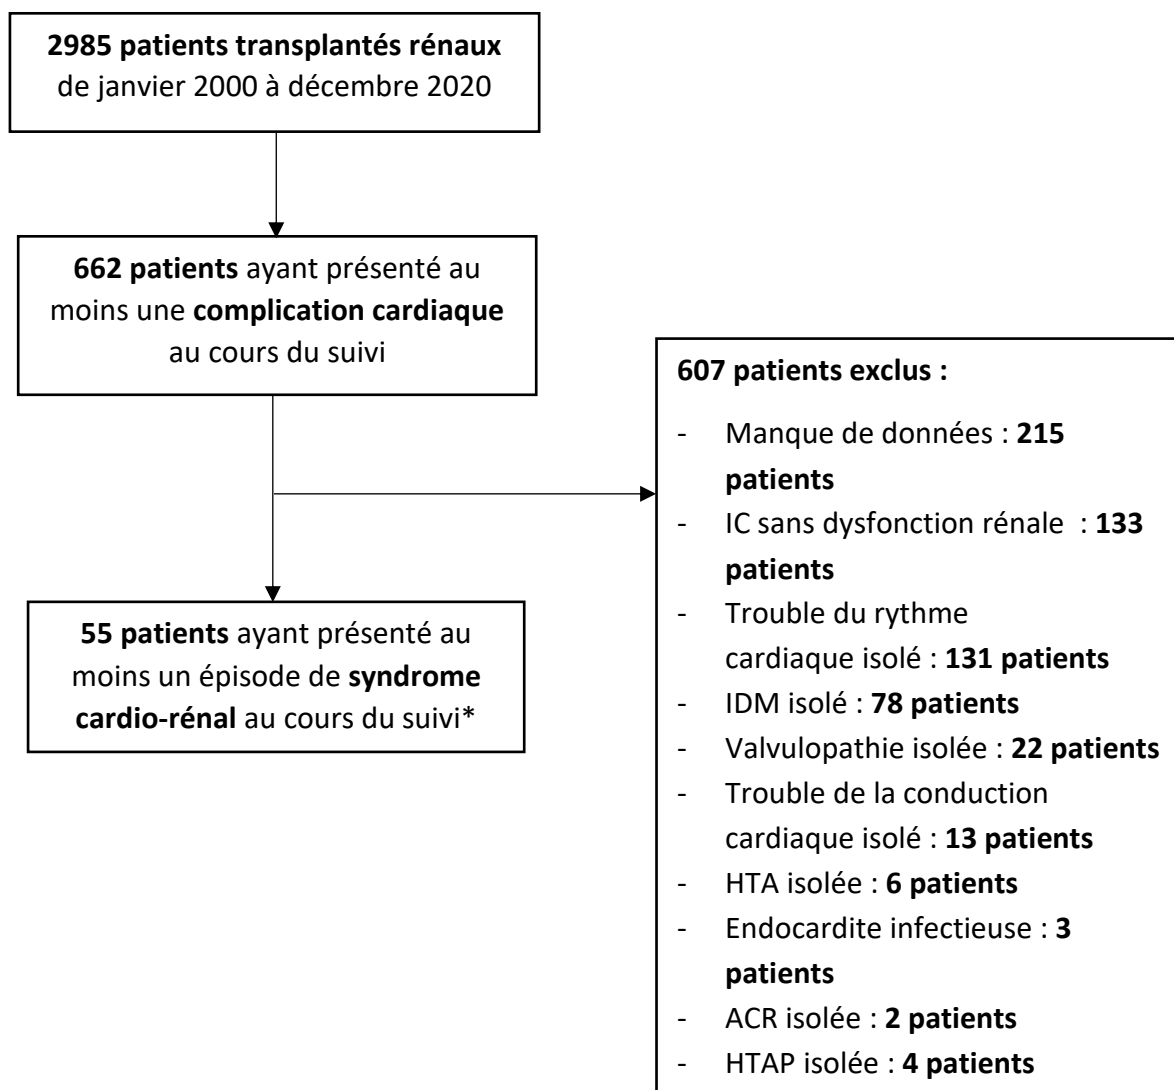 2985 patients transplantés rénaux
de janvier 2000 à décembre 2020
662 patients ayant présenté au
moins une complication cardiaque
au cours du suivi
607 patients exclus :
- Manque de données : 215
patients
- IC sans dysfonction rénale  : 133
patients
- Trouble du rythme
cardiaque isolé : 131 patients
- IDM isolé : 78 patients
- Valvulopathie isolée : 22 patients
- Trouble de la conduction
cardiaque isolé : 13 patients
- HTA isolée : 6 patients
- Endocardite infectieuse : 3
patients
- ACR isolée : 2 patients
- HTAP isolée : 4 patients
55 patients ayant présenté au
moins un épisode de syndrome
cardio-rénal au cours du suivi*